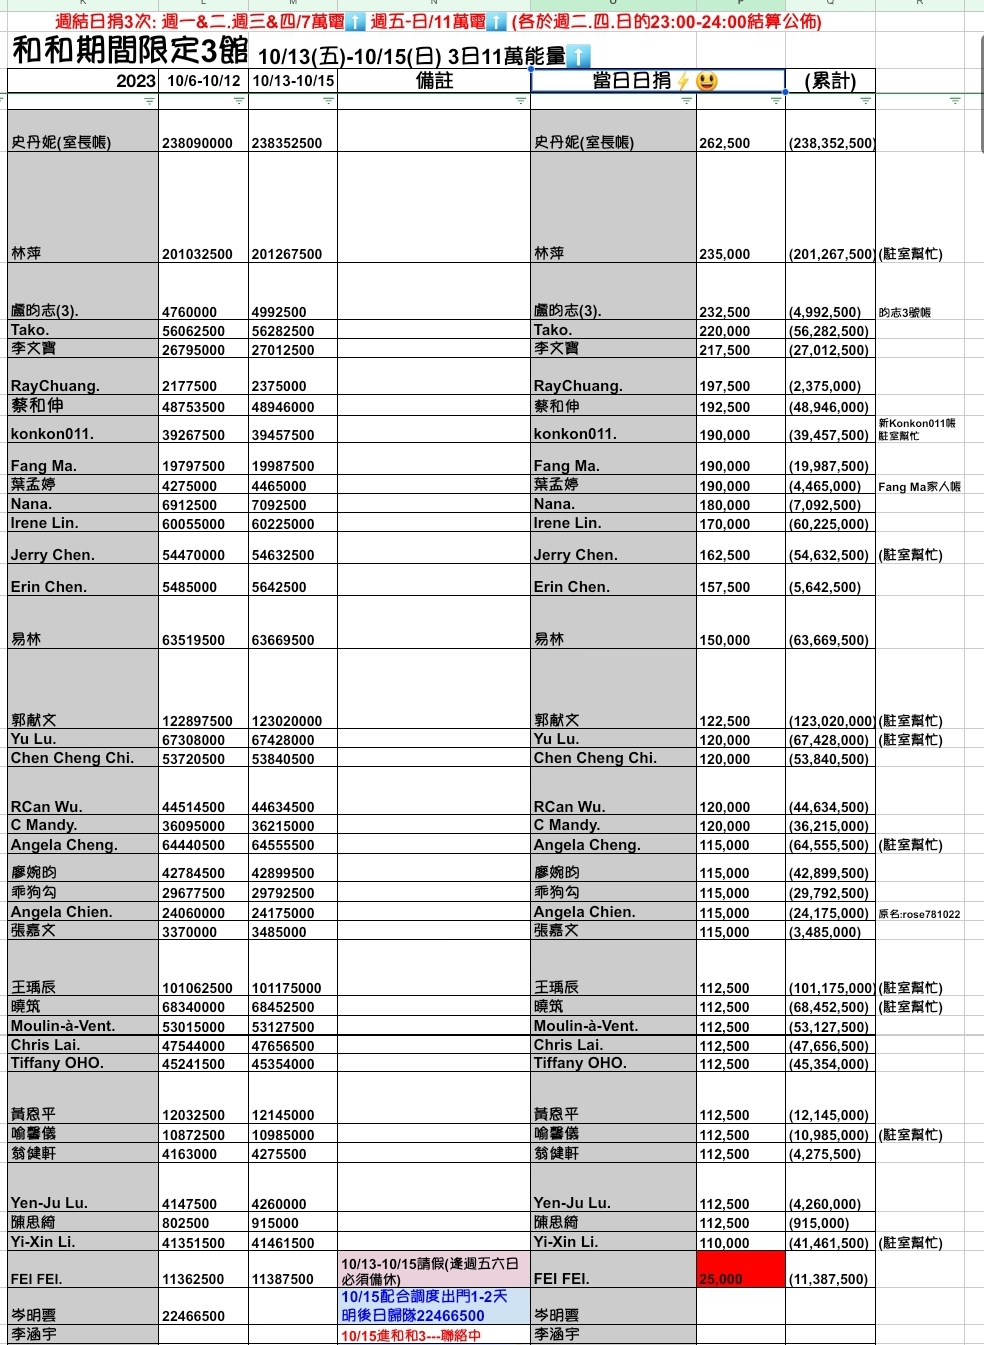 週結日捐3次: 週一&二.週三&四/7萬電⬆️ 週五-日/11萬電⬆️ (各於週二.四.日的23:00-24:00結算公佈)
和和期間限定3館 10/13(五)-10/15(日) 3日11萬能量⬆️
2023 10/6-10/12 10/13-10/15 備註 當日日捐⚡😃 (累計)
史丹妮(室長帳) 238090000 238352500 史丹妮(室長帳) 262,500 (238,352,500)
林萍 201032500 201267500 林萍 235,000 (201,267,500) (駐室幫忙)
盧昀志(3). 4760000 4992500 盧昀志(3). 232,500 (4,992,500) 昀志3號帳
Tako. 56062500 56282500 Tako. 220,000 (56,282,500)
李文寶 26795000 27012500 李文寶 217,500 (27,012,500)
RayChuang. 2177500 2375000 RayChuang. 197,500 (2,375,000)
蔡和伸 48753500 48946000 蔡和伸 192,500 (48,946,000)
konkon011. 39267500 39457500 konkon011. 190,000 (39,457,500) 新Konkon011帳
駐室幫忙
Fang Ma. 19797500 19987500 Fang Ma. 190,000 (19,987,500)
葉孟婷 4275000 4465000 葉孟婷 190,000 (4,465,000) Fang Ma家人帳
Nana. 6912500 7092500 Nana. 180,000 (7,092,500)
Irene Lin. 60055000 60225000 Irene Lin. 170,000 (60,225,000)
Jerry Chen. 54470000 54632500 Jerry Chen. 162,500 (54,632,500) (駐室幫忙)
Erin Chen. 5485000 5642500 Erin Chen. 157,500 (5,642,500)
易林 63519500 63669500 易林 150,000 (63,669,500)
郭献文 122897500 123020000 郭献文 122,500 (123,020,000) (駐室幫忙)
Yu Lu. 67308000 67428000 Yu Lu. 120,000 (67,428,000) (駐室幫忙)
Chen Cheng Chi. 53720500 53840500 Chen Cheng Chi. 120,000 (53,840,500)
RCan Wu. 44514500 44634500 RCan Wu. 120,000 (44,634,500)
C Mandy. 36095000 36215000 C Mandy. 120,000 (36,215,000)
Angela Cheng. 64440500 64555500 Angela Cheng. 115,000 (64,555,500) (駐室幫忙)
廖婉昀 42784500 42899500 廖婉昀 115,000 (42,899,500)
乖狗勾 29677500 29792500 乖狗勾 115,000 (29,792,500)
Angela Chien. 24060000 24175000 Angela Chien. 115,000 (24,175,000) 原名:rose781022
張嘉文 3370000 3485000 張嘉文 115,000 (3,485,000)
王瑀辰 101062500 101175000 王瑀辰 112,500 (101,175,000) (駐室幫忙)
曉筑 68340000 68452500 曉筑 112,500 (68,452,500) (駐室幫忙)
Moulin-à-Vent. 53015000 53127500 Moulin-à-Vent. 112,500 (53,127,500)
Chris Lai. 47544000 47656500 Chris Lai. 112,500 (47,656,500)
Tiffany OHO. 45241500 45354000 Tiffany OHO. 112,500 (45,354,000)
黃恩平 12032500 12145000 黃恩平 112,500 (12,145,000)
喻馨儀 10872500 10985000 喻馨儀 112,500 (10,985,000) (駐室幫忙)
翁健軒 4163000 4275500 翁健軒 112,500 (4,275,500)
Yen-Ju Lu. 4147500 4260000 Yen-Ju Lu. 112,500 (4,260,000)
陳思綺 802500 915000 陳思綺 112,500 (915,000)
Yi-Xin Li. 41351500 41461500 Yi-Xin Li. 110,000 (41,461,500) (駐室幫忙)
10/13-10/15請假(逢週五六日
FEI FEI. 11362500 11387500 必須備休) FEI FEI. 25,000 (11,387,500)
10/15配合調度出門1-2天
岑明雲 22466500 明後日歸隊22466500 岑明雲
李涵宇 10/15進和和3---聯絡中 李涵宇